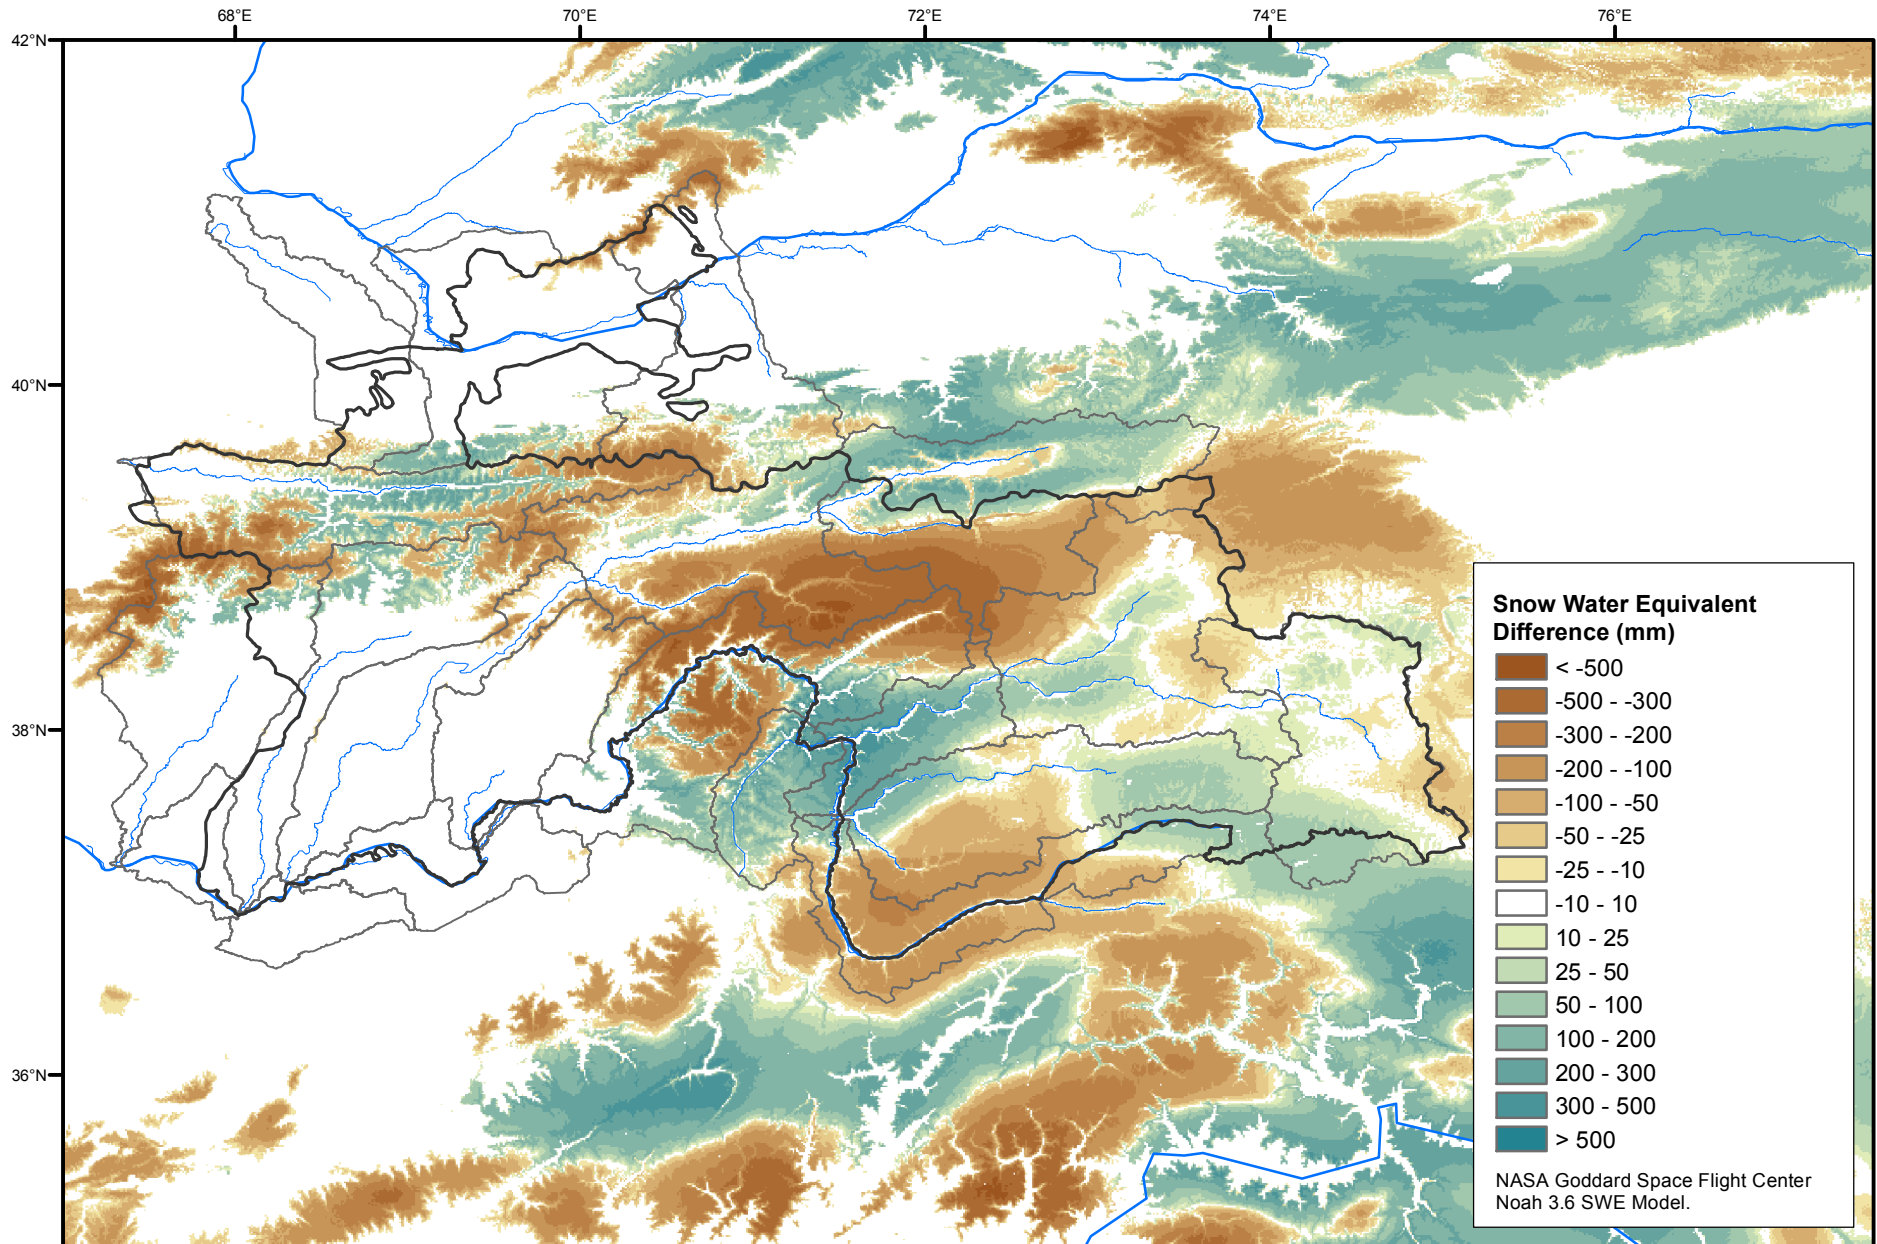 68°E 70°E 72°E 74°E 76°E
42°N
40°N
38°N
36°N
Snow Water Equivalent
Difference (mm)
< -500
-500 - -300
-300 - -200
-200 - -100
-100 - -50
-50 - -25
-25 - -10
-10 - 10
10 - 25
25 - 50
50 - 100
100 - 200
200 - 300
300 - 500
> 500
NASA Goddard Space Flight Center
Noah 3.6 SWE Model.